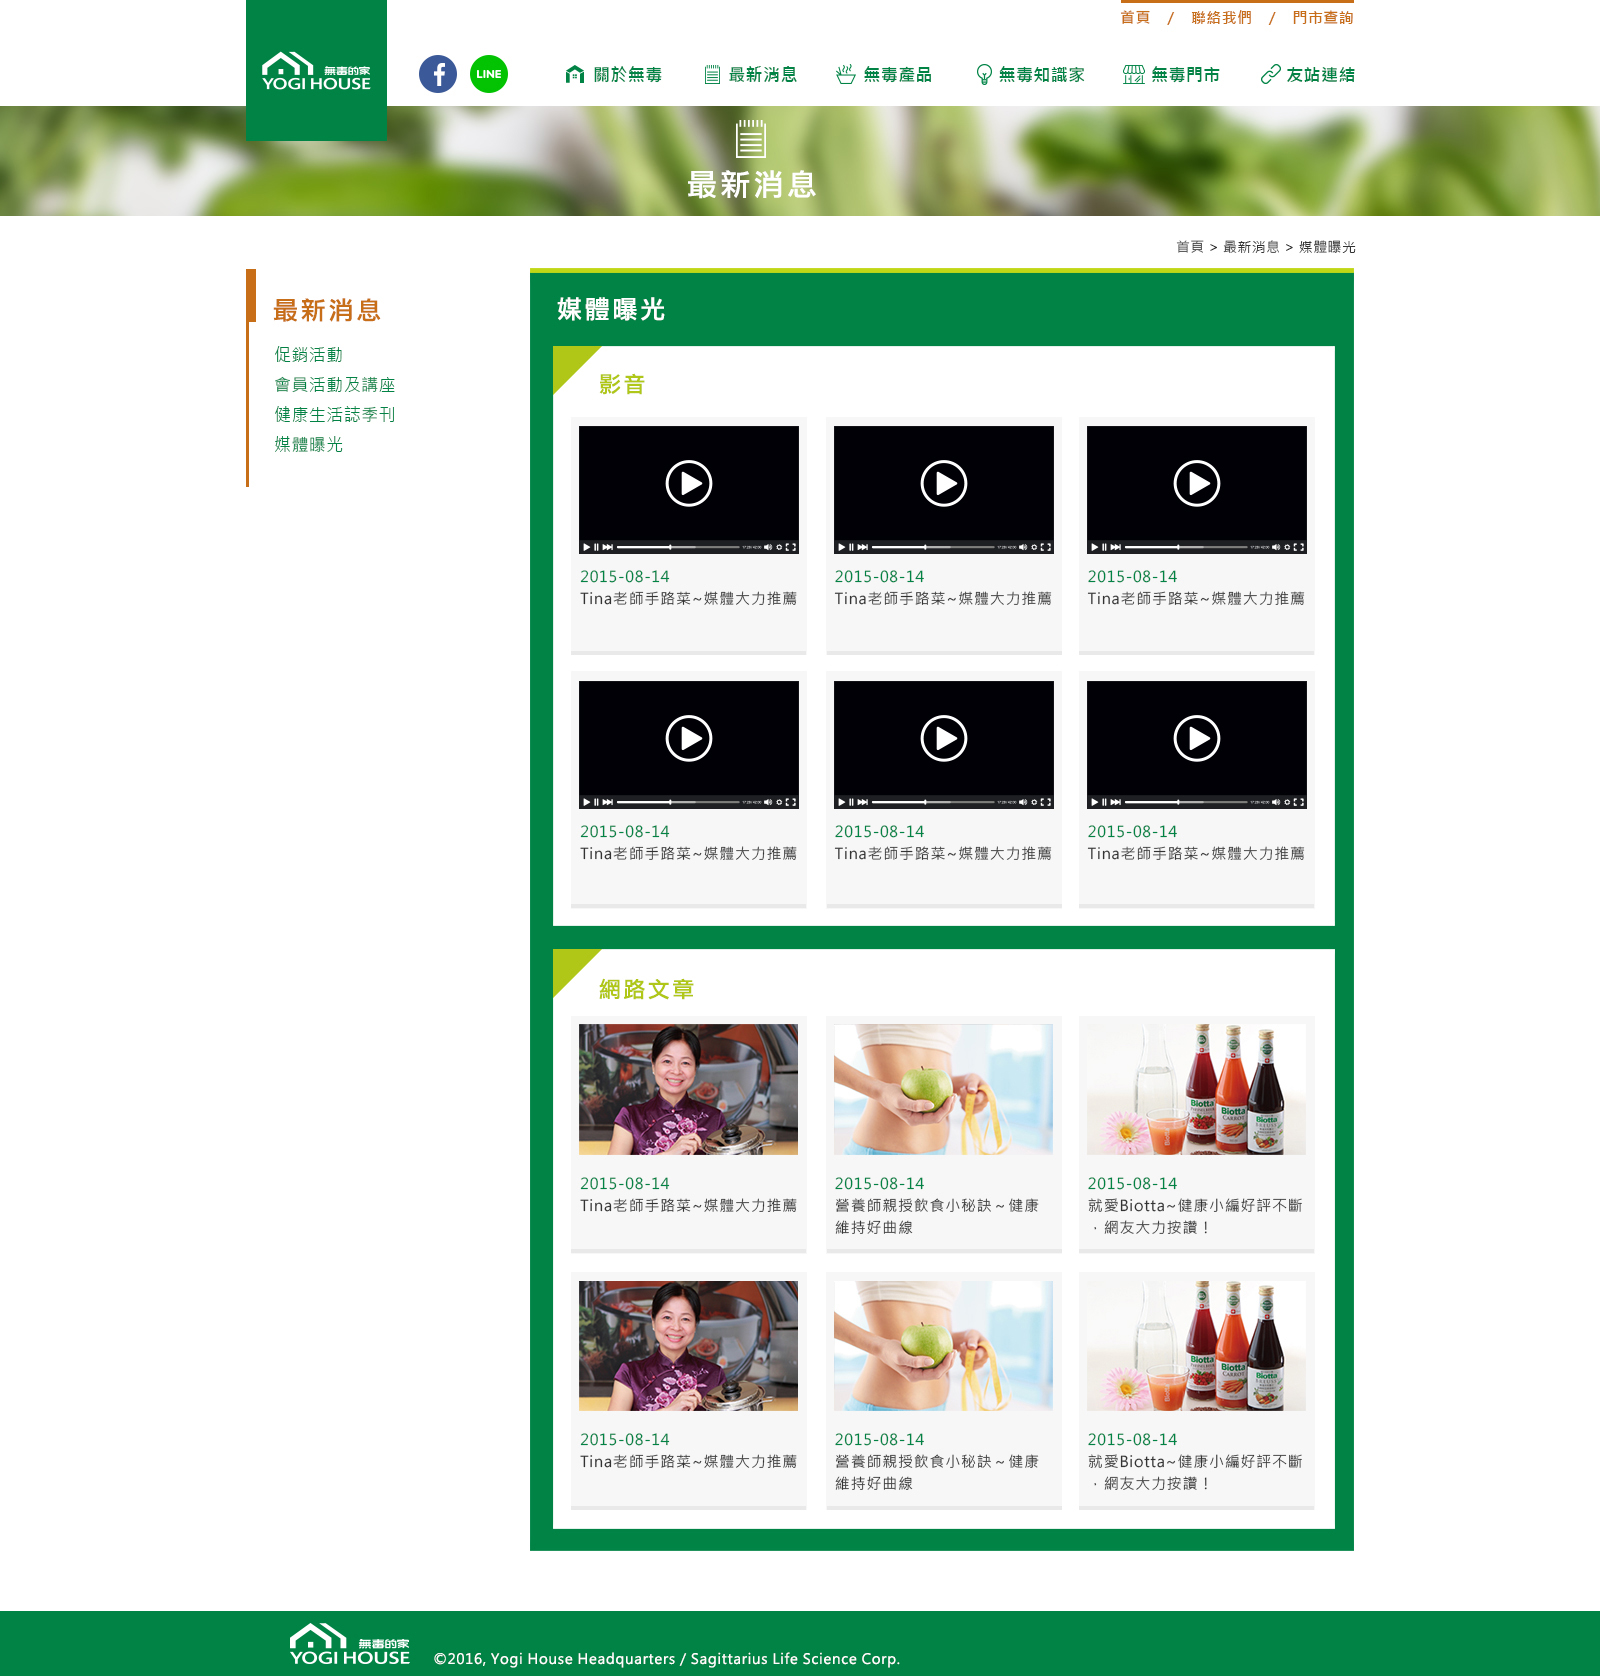 首頁 / 聯絡我們 / 門市查詢
無毒的家
YOGI HOUSE
LINE
關於無毒 最新消息 無毒產品 無毒知識家 無毒門市 友站連結
最新消息
首頁 > 最新消息 > 媒體曝光
最新消息
促銷活動
會員活動及講座
健康生活誌季刊
媒體曝光
媒體曝光
影音
2015-08-14
Tina老師手路菜~媒體大力推薦
2015-08-14
Tina老師手路菜~媒體大力推薦
2015-08-14
Tina老師手路菜~媒體大力推薦
2015-08-14
Tina老師手路菜~媒體大力推薦
2015-08-14
Tina老師手路菜~媒體大力推薦
2015-08-14
Tina老師手路菜~媒體大力推薦
網路文章
2015-08-14
Tina老師手路菜~媒體大力推薦
2015-08-14
營養師親授飲食小秘訣～健康
維持好曲線
Biotta
Biotta
CARROT
Biotta
2015-08-14
就愛Biotta~健康小編好評不斷
，網友大力按讚！
2015-08-14
Tina老師手路菜~媒體大力推薦
2015-08-14
營養師親授飲食小秘訣～健康
維持好曲線
Biotta
Biotta
CARROT
Biotta
2015-08-14
就愛Biotta~健康小編好評不斷
，網友大力按讚！
無毒的家
YOGI HOUSE
©2016, Yogi House Headquarters / Sagittarius Life Science Corp.